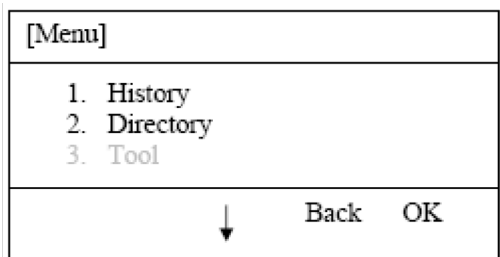 [Menu]
1. History
2. Directory
3. Tool
Back OK